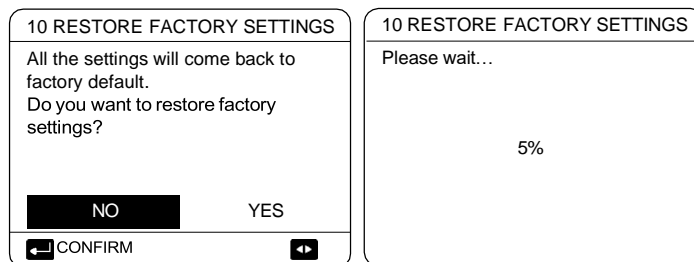 10 RESTORE FACTORY SETTINGS
All the settings will come back to
factory default.
Do you want to restore factory
settings?
NO YES
CONFIRM
10 RESTORE FACTORY SETTINGS
Please wait…
5%